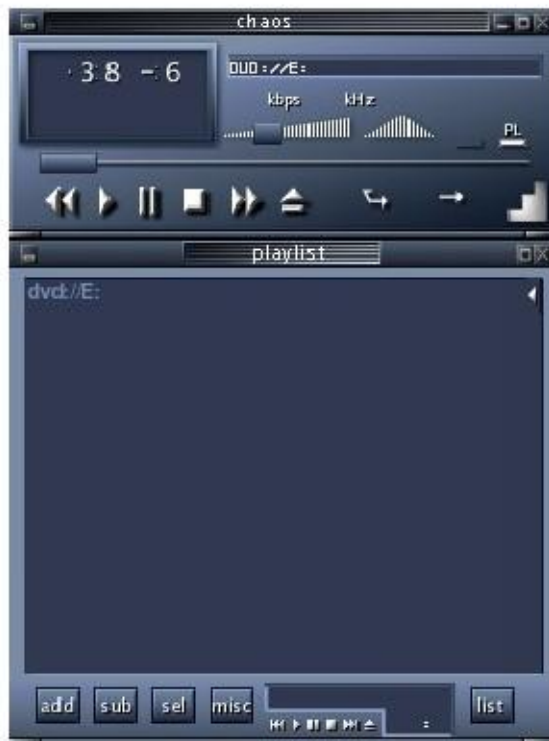 chaos
38 -:6
DVD://E:
kbps kHz
PL
playlist
dvd://E:
add sub sel misc : list